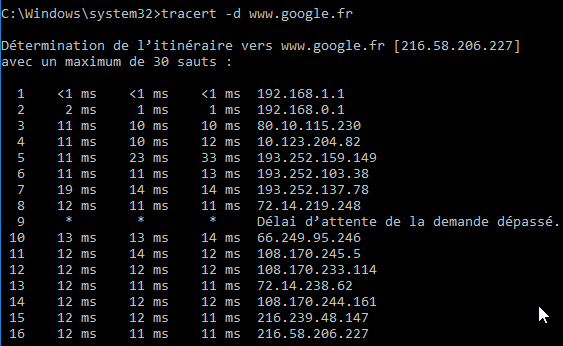 C:\Windows\system32>tracert -d www.google.fr
Détermination de l’itinéraire vers www.google.fr [216.58.206.227]
avec un maximum de 30 sauts :
1 <1 ms <1 ms <1 ms 192.168.1.1
2 2 ms 1 ms 1 ms 192.168.0.1
3 11 ms 10 ms 10 ms 80.10.115.230
4 11 ms 10 ms 12 ms 10.123.204.82
5 11 ms 23 ms 33 ms 193.252.159.149
6 11 ms 11 ms 13 ms 193.252.103.38
7 19 ms 14 ms 14 ms 193.252.137.78
8 12 ms 11 ms 11 ms 72.14.219.248
9 * * * Délai d’attente de la demande dépassé.
10 13 ms 13 ms 14 ms 66.249.95.246
11 12 ms 14 ms 12 ms 108.170.245.5
12 12 ms 12 ms 12 ms 108.170.233.114
13 12 ms 11 ms 11 ms 72.14.238.62
14 12 ms 12 ms 12 ms 108.170.244.161
15 12 ms 12 ms 11 ms 216.239.48.147
16 12 ms 11 ms 11 ms 216.58.206.227